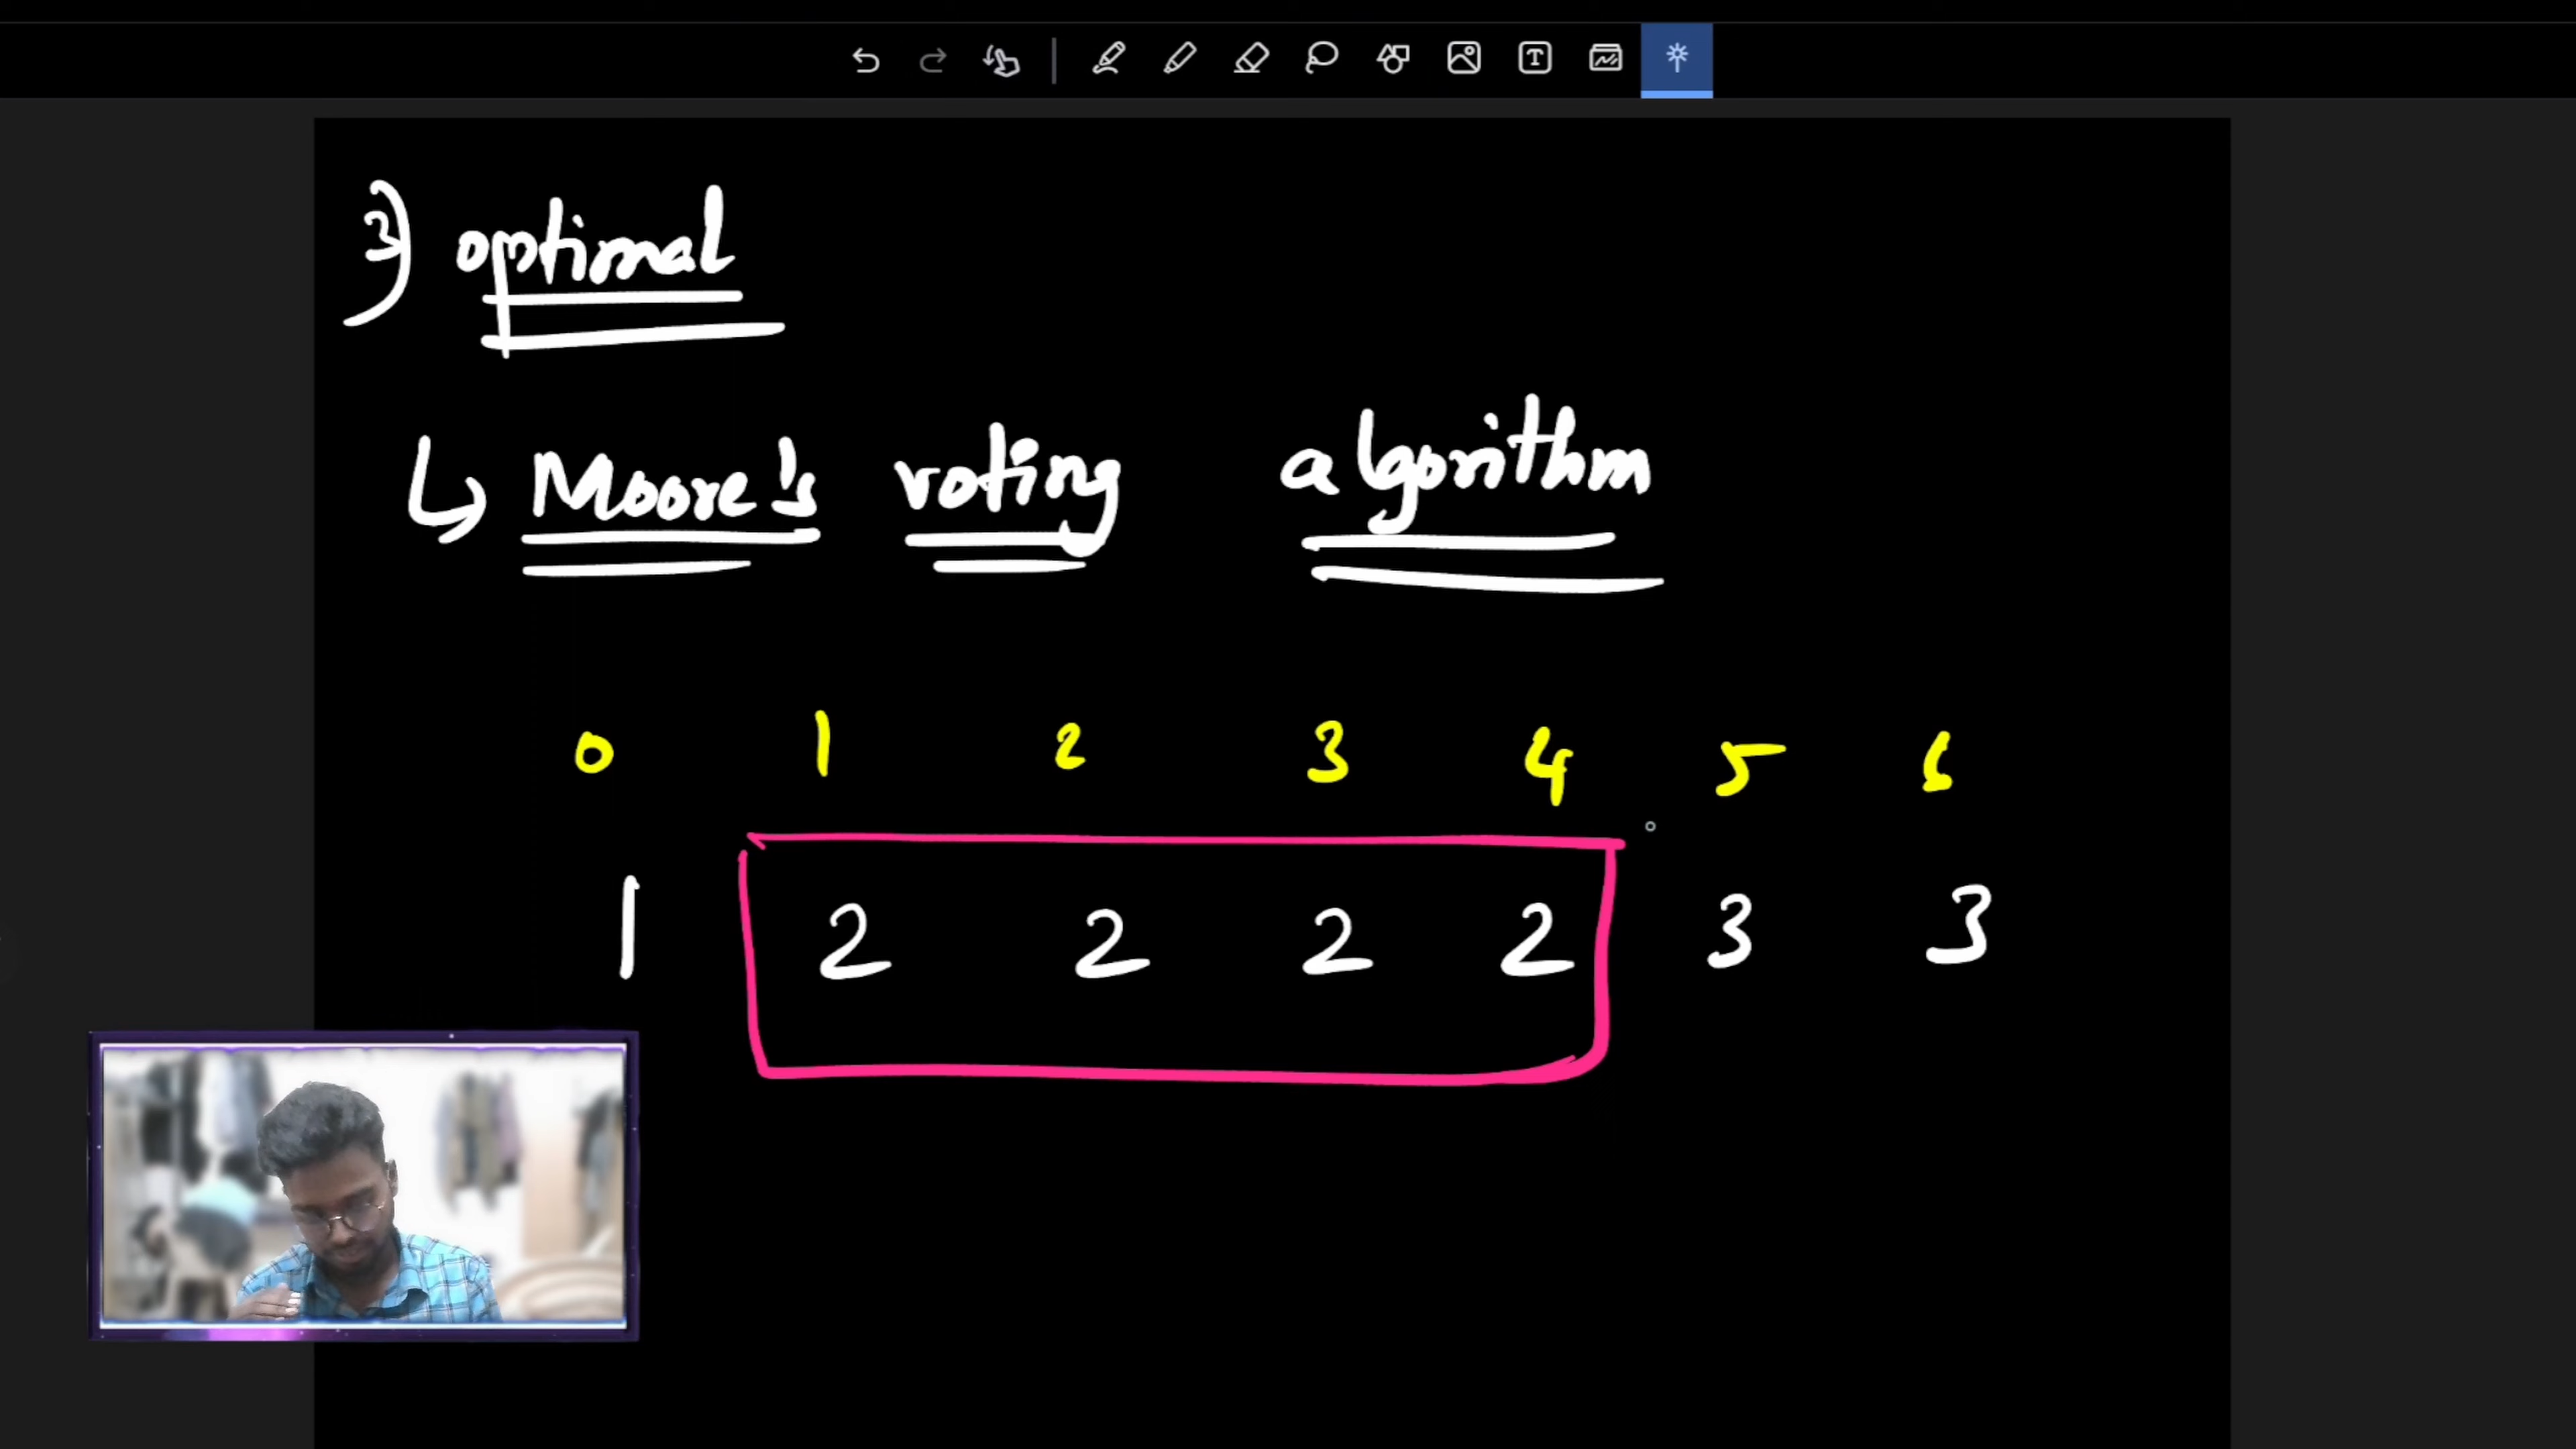 3) optimal
↳ Moore's voting algorithm
0 1 2 3 4 5 6
1 2 2 2 2 3 3